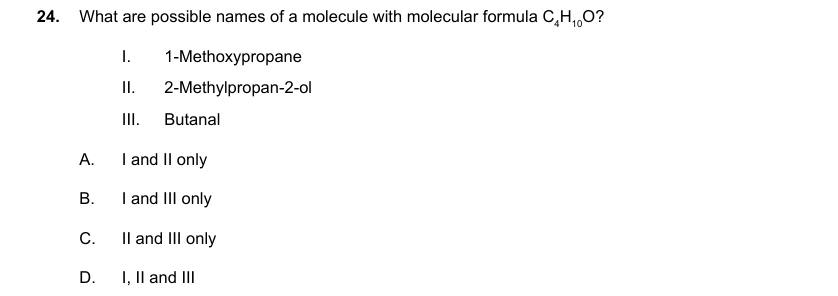 24. What are possible names of a molecule with molecular formula C₄H₁₀O?
I. 1-Methoxypropane
II. 2-Methylpropan-2-ol
III. Butanal
A. I and II only
B. I and III only
C. II and III only
D. I, II and III